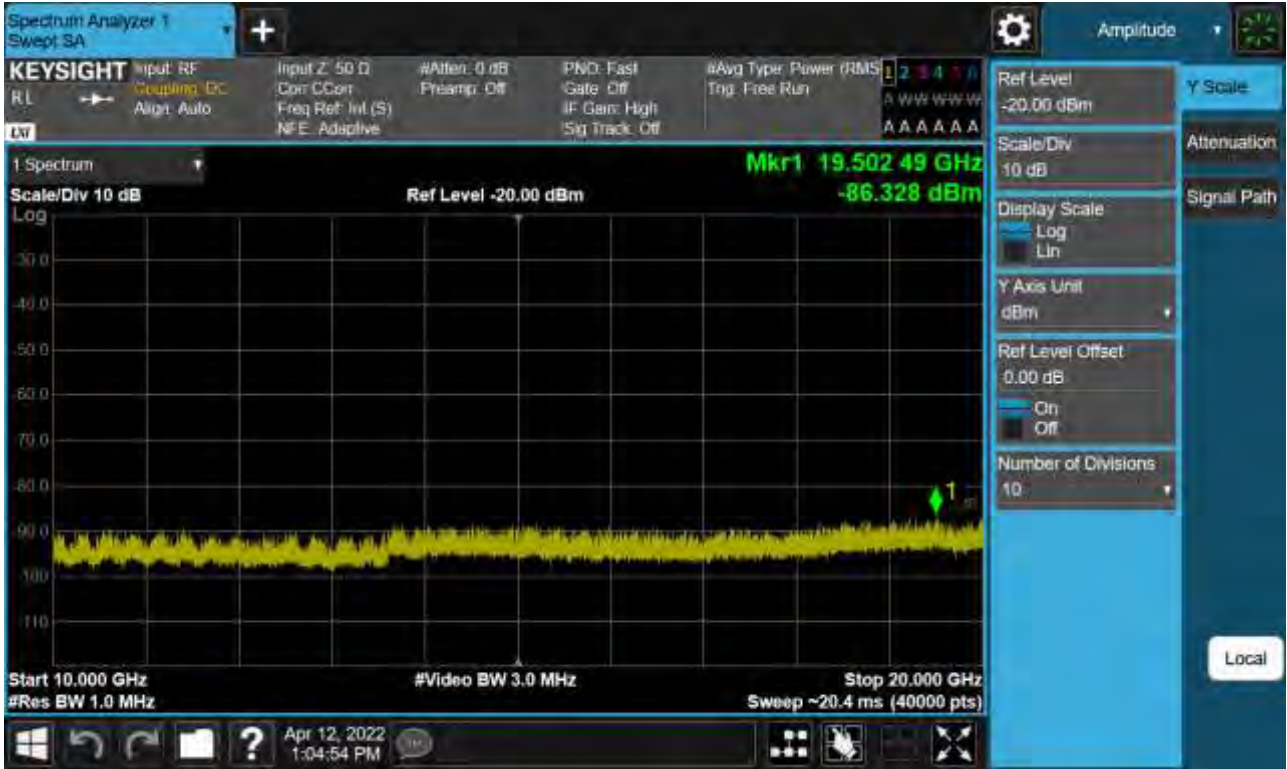 Spectrum Analyzer 1
Swept SA
+
Amplitude
KEYSIGHT
RL
Input: RF
Coupling: DC
Align: Auto
Input Z: 50 Ω
Corr CCorr
Freq Ref: Int (S)
NFE: Adaptive
#Atten: 0 dB
Preamp: Off
PNO: Fast
Gate: Off
IF Gain: High
Sig Track: Off
#Avg Type: Power (RMS
Trig: Free Run
1 2 3 4 5 6
A W W W W W
A A A A A A
1 Spectrum
Scale/Div 10 dB
Ref Level -20.00 dBm
Mkr1 19.502 49 GHz
-86.328 dBm
Log
-30.0
-40.0
-50.0
-60.0
-70.0
-80.0
-90.0
-100
-110
1
Start 10.000 GHz
#Res BW 1.0 MHz
#Video BW 3.0 MHz
Stop 20.000 GHz
Sweep ~20.4 ms (40000 pts)
Ref Level
-20.00 dBm
Scale/Div
10 dB
Display Scale
Log
Lin
Y Axis Unit
dBm
Ref Level Offset
0.00 dB
On
Off
Number of Divisions
10
Y Scale
Attenuation
Signal Path
Local
?
Apr 12, 2022
1:04:54 PM